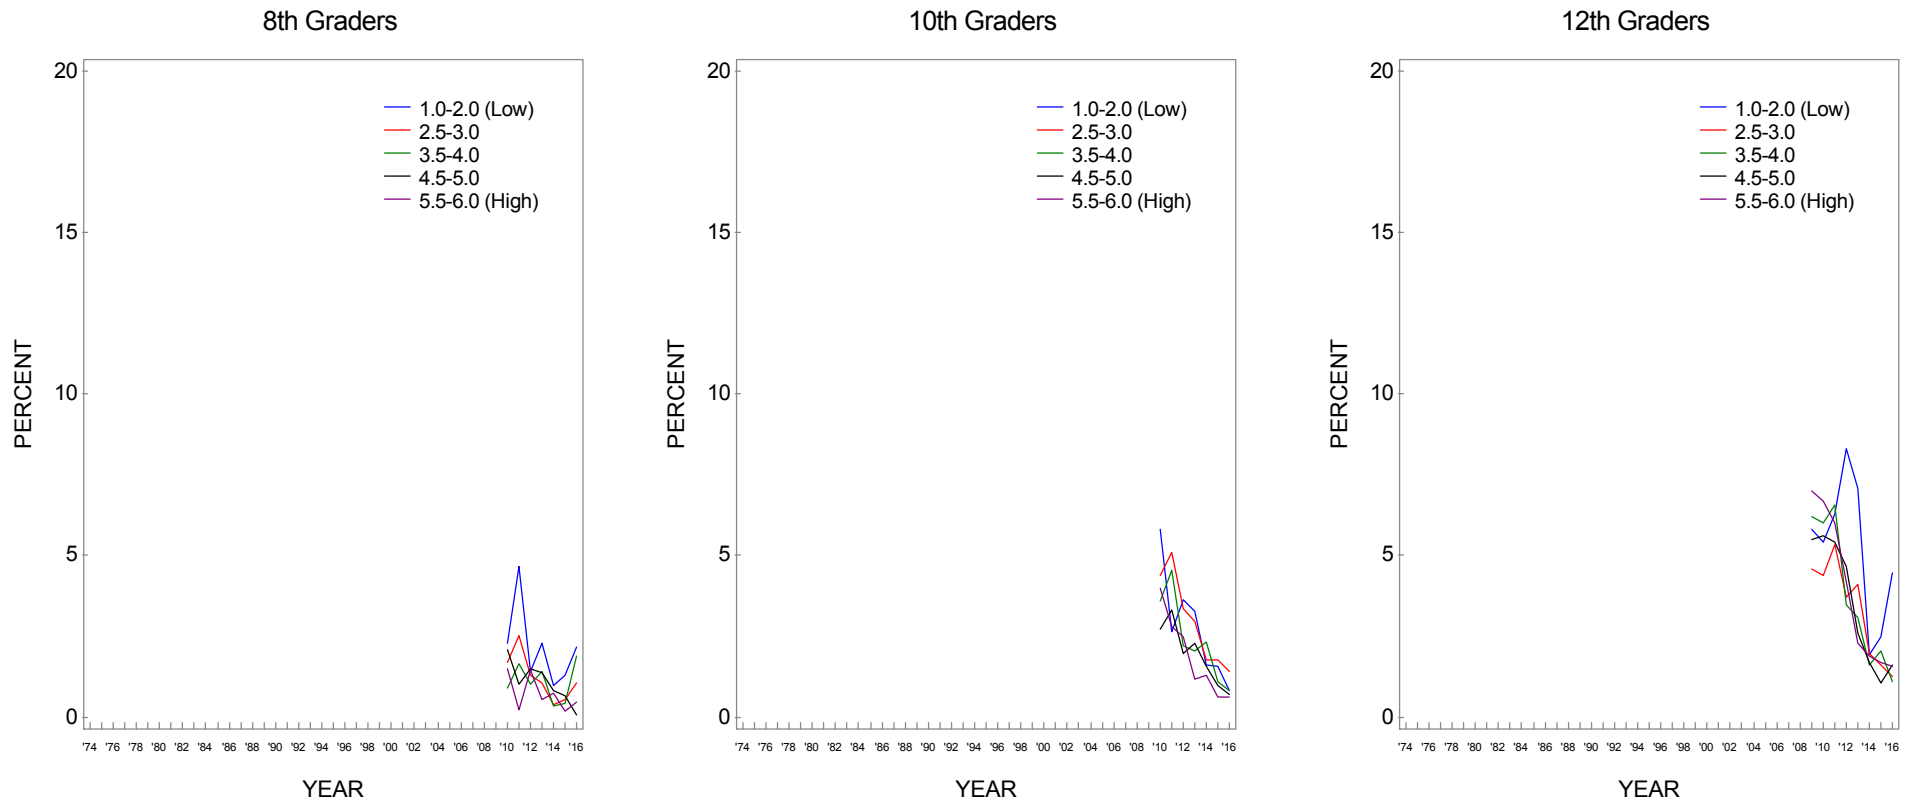 8th Graders
20
15
10
5
0
PERCENT
1.0-2.0 (Low)
2.5-3.0
3.5-4.0
4.5-5.0
5.5-6.0 (High)
'74 '76 '78 '80 '82 '84 '86 '88 '90 '92 '94 '96 '98 '00 '02 '04 '06 '08 '10 '12 '14 '16
YEAR
10th Graders
20
15
10
5
0
PERCENT
1.0-2.0 (Low)
2.5-3.0
3.5-4.0
4.5-5.0
5.5-6.0 (High)
'74 '76 '78 '80 '82 '84 '86 '88 '90 '92 '94 '96 '98 '00 '02 '04 '06 '08 '10 '12 '14 '16
YEAR
12th Graders
20
15
10
5
0
PERCENT
1.0-2.0 (Low)
2.5-3.0
3.5-4.0
4.5-5.0
5.5-6.0 (High)
'74 '76 '78 '80 '82 '84 '86 '88 '90 '92 '94 '96 '98 '00 '02 '04 '06 '08 '10 '12 '14 '16
YEAR